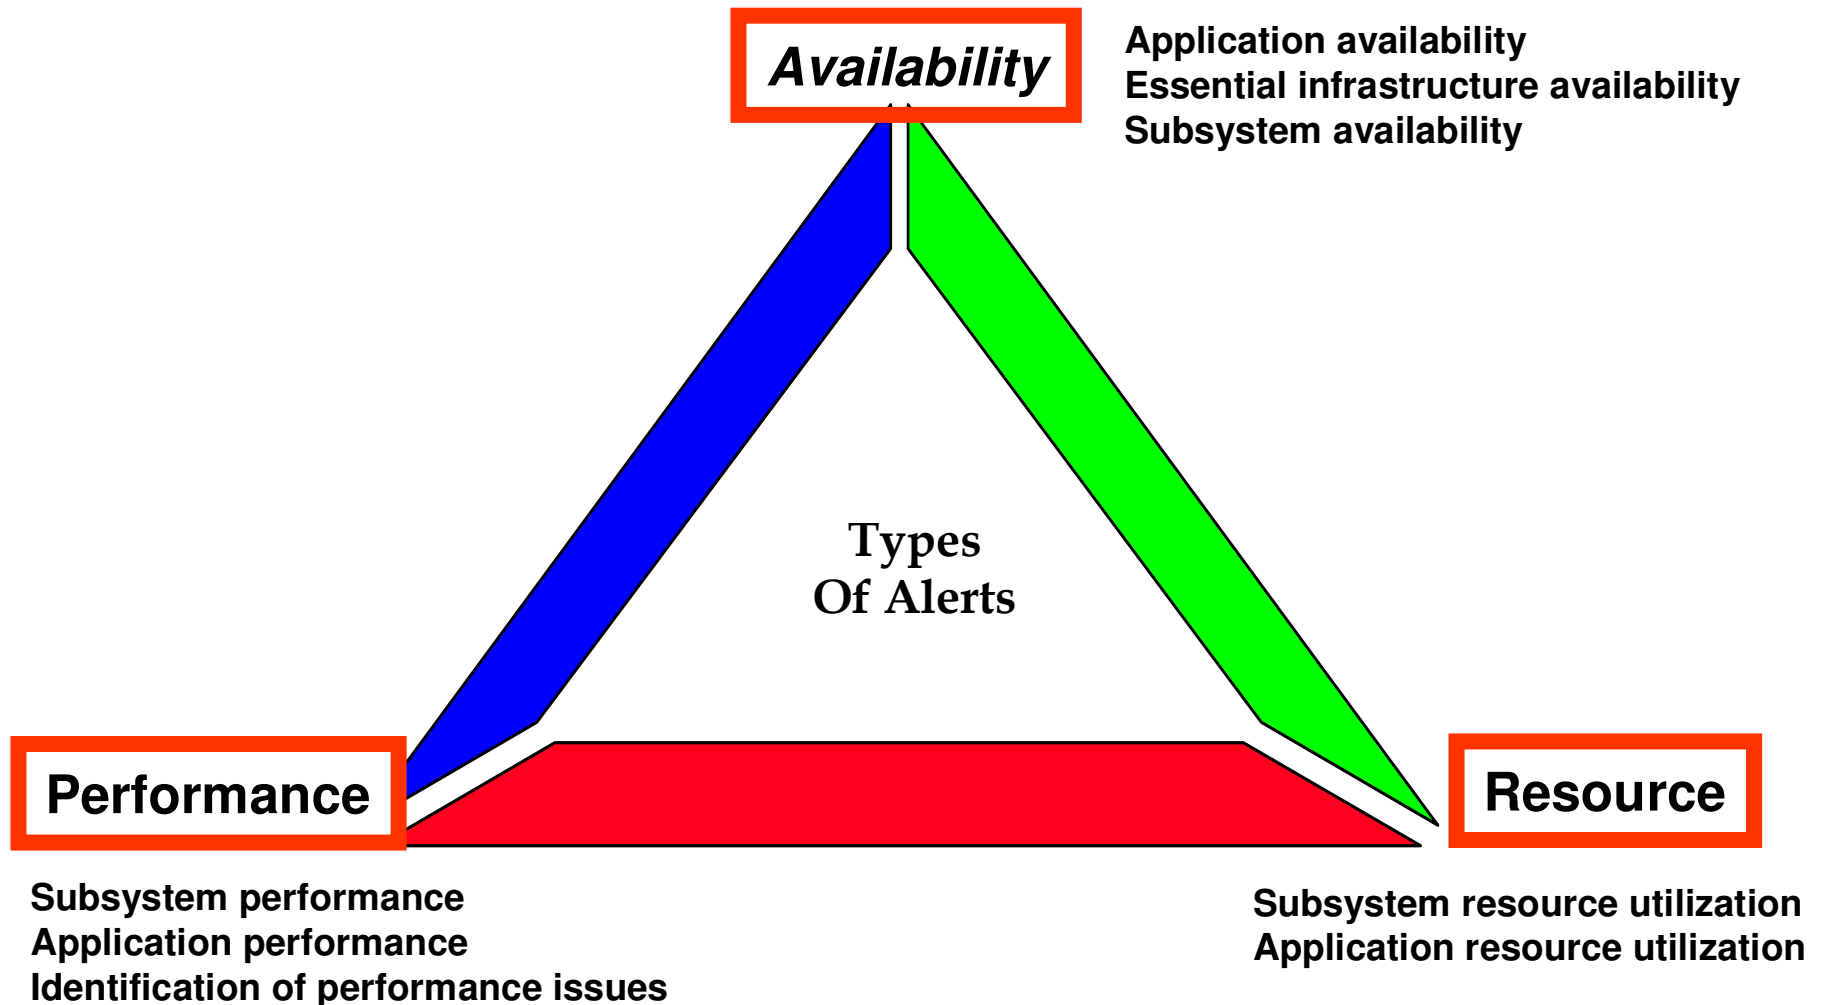 Availability
Application availability
Essential infrastructure availability
Subsystem availability
Types
Of Alerts
Performance
Subsystem performance
Application performance
Identification of performance issues
Resource
Subsystem resource utilization
Application resource utilization